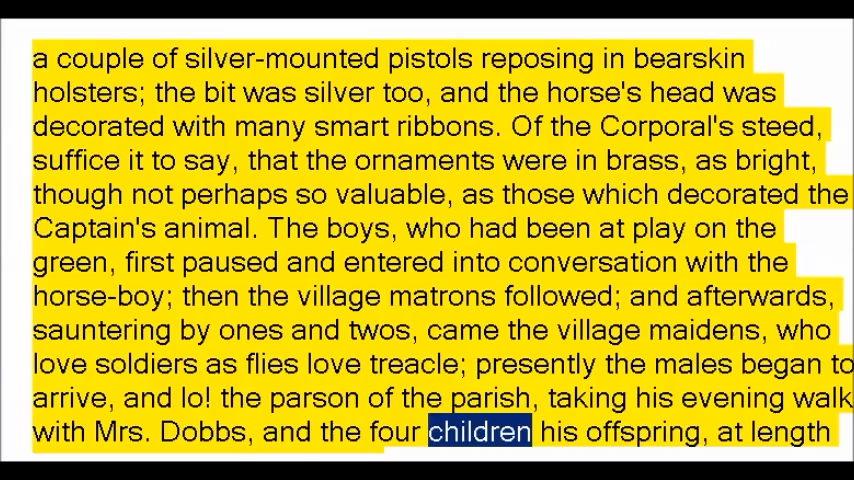 a couple of silver-mounted pistols reposing in bearskin
holsters; the bit was silver too, and the horse's head was
decorated with many smart ribbons. Of the Corporal's steed,
suffice it to say, that the ornaments were in brass, as bright,
though not perhaps so valuable, as those which decorated the
Captain's animal. The boys, who had been at play on the
green, first paused and entered into conversation with the
horse-boy; then the village matrons followed; and afterwards,
sauntering by ones and twos, came the village maidens, who
love soldiers as flies love treacle; presently the males began to
arrive, and lo! the parson of the parish, taking his evening walk
with Mrs. Dobbs, and the four children his offspring, at length